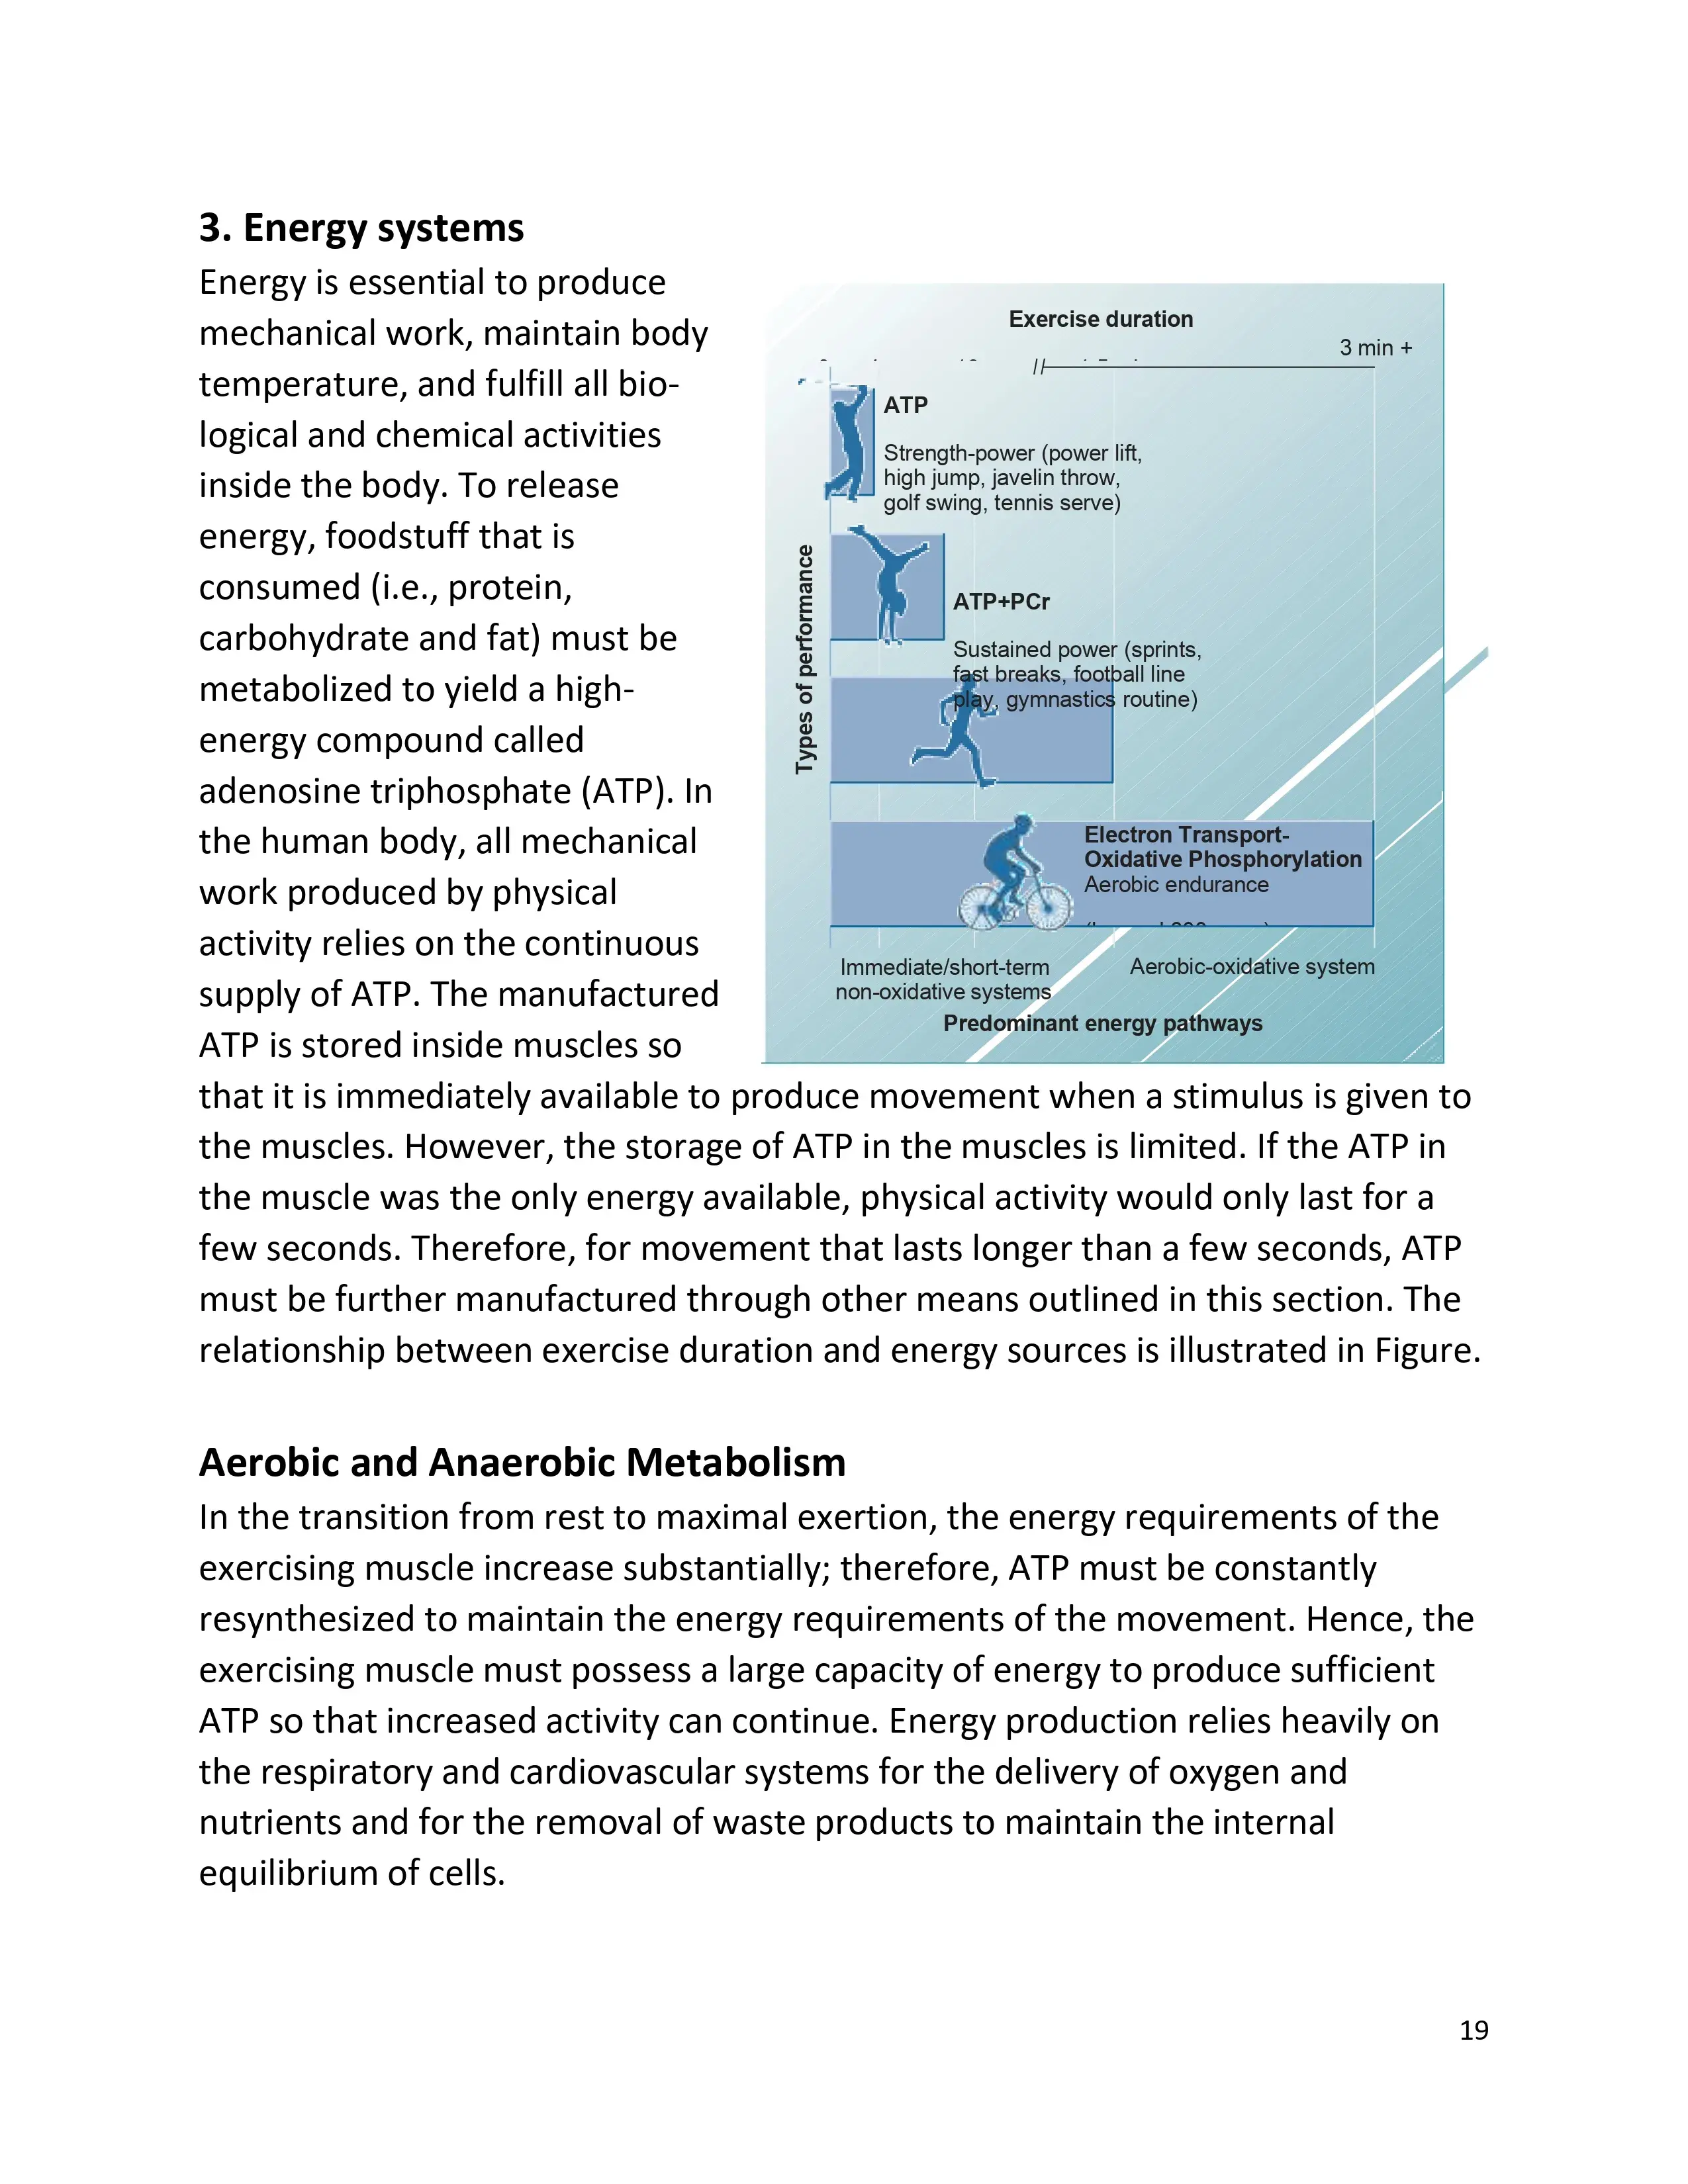 3. Energy systems
Energy is essential to produce
mechanical work, maintain body
temperature, and fulfill all bio-
logical and chemical activities
inside the body. To release
energy, foodstuff that is
consumed (i.e., protein,
carbohydrate and fat) must be
metabolized to yield a high-
energy compound called
adenosine triphosphate (ATP). In
the human body, all mechanical
work produced by physical
activity relies on the continuous
supply of ATP. The manufactured
ATP is stored inside muscles so
that it is immediately available to produce movement when a stimulus is given to
the muscles. However, the storage of ATP in the muscles is limited. If the ATP in
the muscle was the only energy available, physical activity would only last for a
few seconds. Therefore, for movement that lasts longer than a few seconds, ATP
must be further manufactured through other means outlined in this section. The
relationship between exercise duration and energy sources is illustrated in Figure.
Exercise duration
3 min +
ATP
Strength-power (power lift,
high jump, javelin throw,
golf swing, tennis serve)
Types of performance
ATP+PCr
Sustained power (sprints,
fast breaks, football line
play, gymnastics routine)
Electron Transport-
Oxidative Phosphorylation
Aerobic endurance
Immediate/short-term
non-oxidative systems
Aerobic-oxidative system
Predominant energy pathways
Aerobic and Anaerobic Metabolism
In the transition from rest to maximal exertion, the energy requirements of the
exercising muscle increase substantially; therefore, ATP must be constantly
resynthesized to maintain the energy requirements of the movement. Hence, the
exercising muscle must possess a large capacity of energy to produce sufficient
ATP so that increased activity can continue. Energy production relies heavily on
the respiratory and cardiovascular systems for the delivery of oxygen and
nutrients and for the removal of waste products to maintain the internal
equilibrium of cells.
19